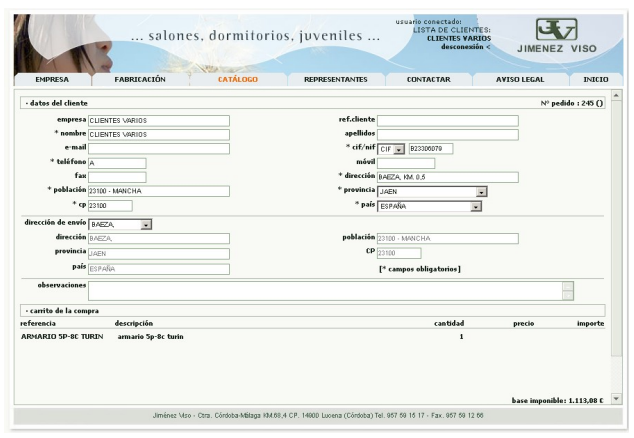 usuario conectado:
LISTA DE CLIENTES:
CLIENTES VARIOS
desconexión <
... salones, dormitorios, juveniles ...
JIMENEZ VISO
EMPRESA FABRICACIÓN CATÁLOGO REPRESENTANTES CONTACTAR AVISO LEGAL INICIO
· datos del cliente Nº pedido : 245 ()
empresa CLIENTES VARIOS ref.cliente
* nombre CLIENTES VARIOS apellidos
e-mail * cif/nif CIF B23306079
* teléfono A móvil
fax * dirección BAEZA, KM. 0,5
* población 23100 - MANCHA * provincia JAEN
* cp 23100 * país ESPAÑA
dirección de envío BAEZA,
dirección BAEZA, población 23100 - MANCHA
provincia JAEN CP 23100
país ESPAÑA [* campos obligatorios]
observaciones
· carrito de la compra
referencia descripción cantidad precio importe
ARMARIO 5P-8C TURIN armario 5p-8c turin 1
base imponible: 1.113,08 €
Jiménez Viso - Ctra. Córdoba-Málaga KM.68,4 CP. 14900 Lucena (Córdoba) Tel. 957 59 15 17 - Fax. 957 59 12 66